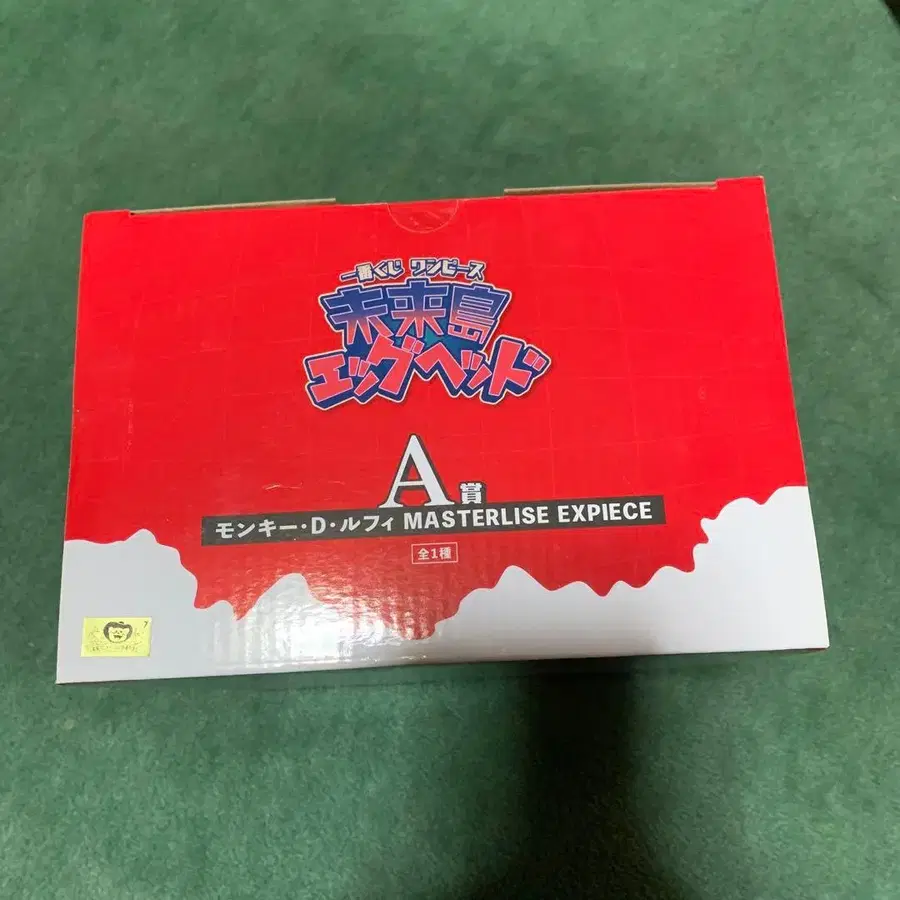 一番くじ ワンピース
未来島
エッグヘッド
A賞
モンキー・D・ルフィ MASTERLISE EXPIECE
全1種
7